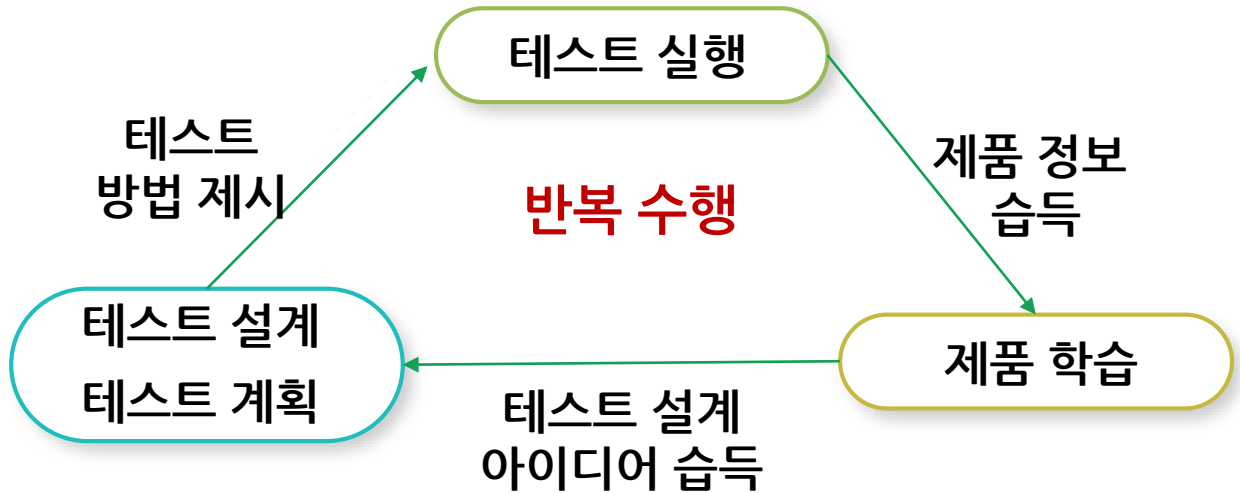 테스트 실행
테스트
방법 제시
제품 정보
습득
반복 수행
테스트 설계
테스트 계획
제품 학습
테스트 설계
아이디어 습득